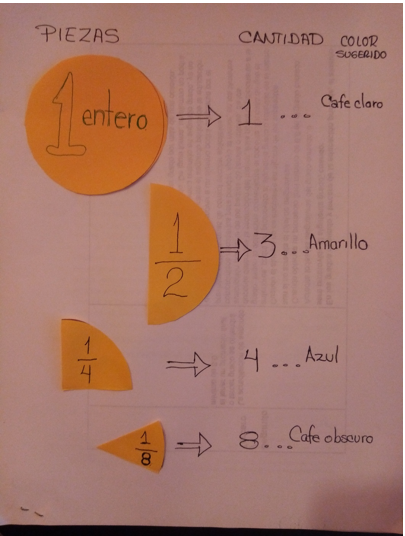 PIEZAS CANTIDAD COLOR
SUGERIDO
1 entero 1 ... Cafe claro
1/2 3... Amarillo
1/4 4 ... Azul
1/8 8... Cafe obscuro